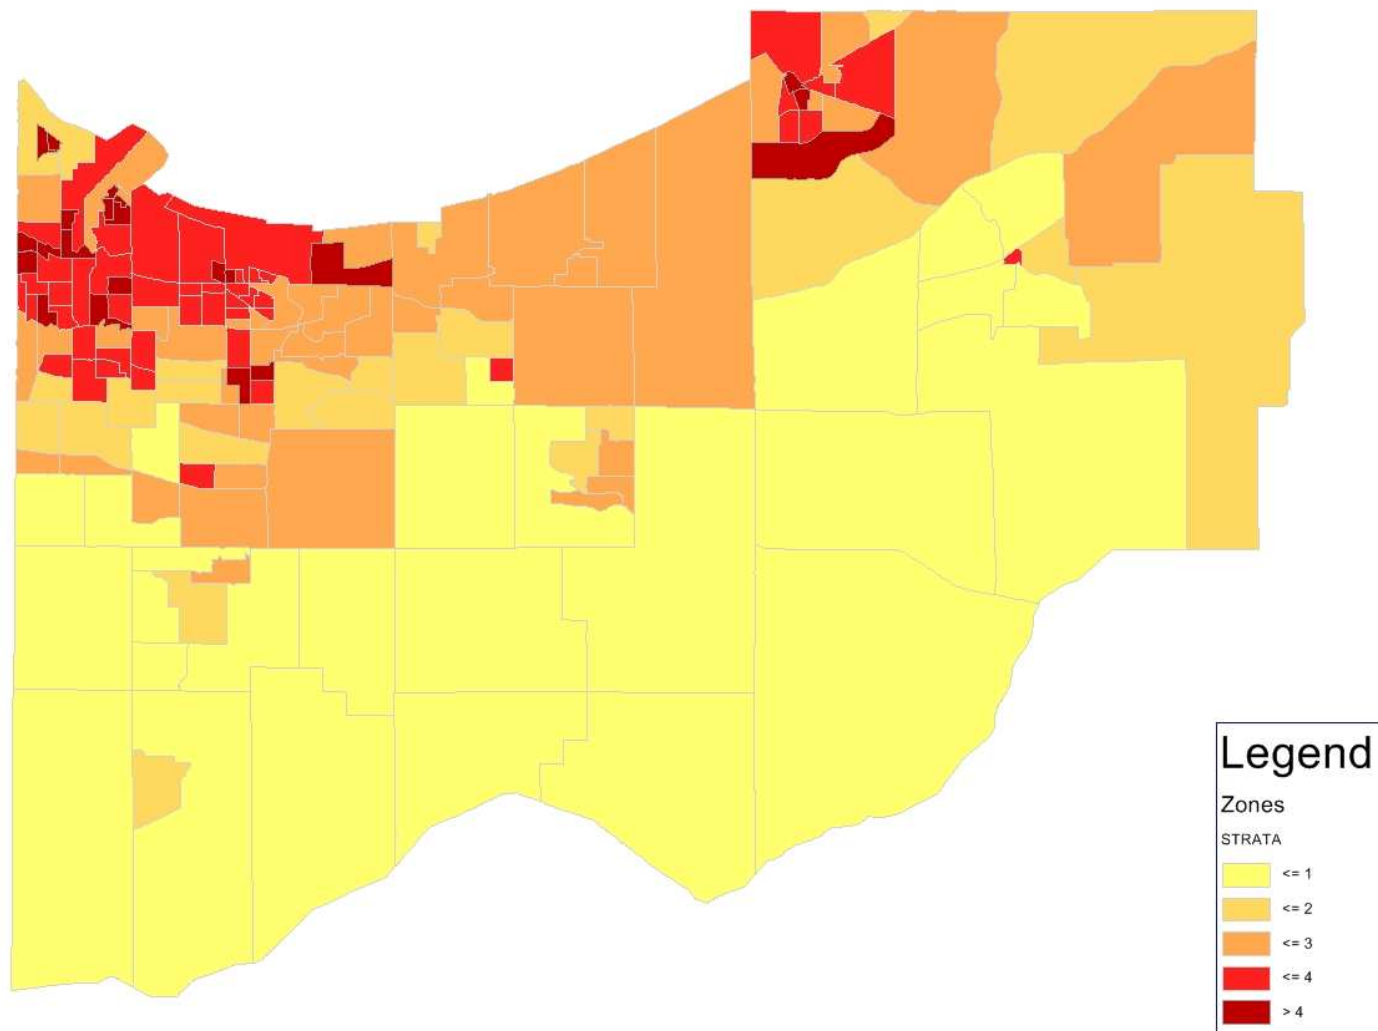 Legend
Zones
STRATA
<= 1
<= 2
<= 3
<= 4
> 4